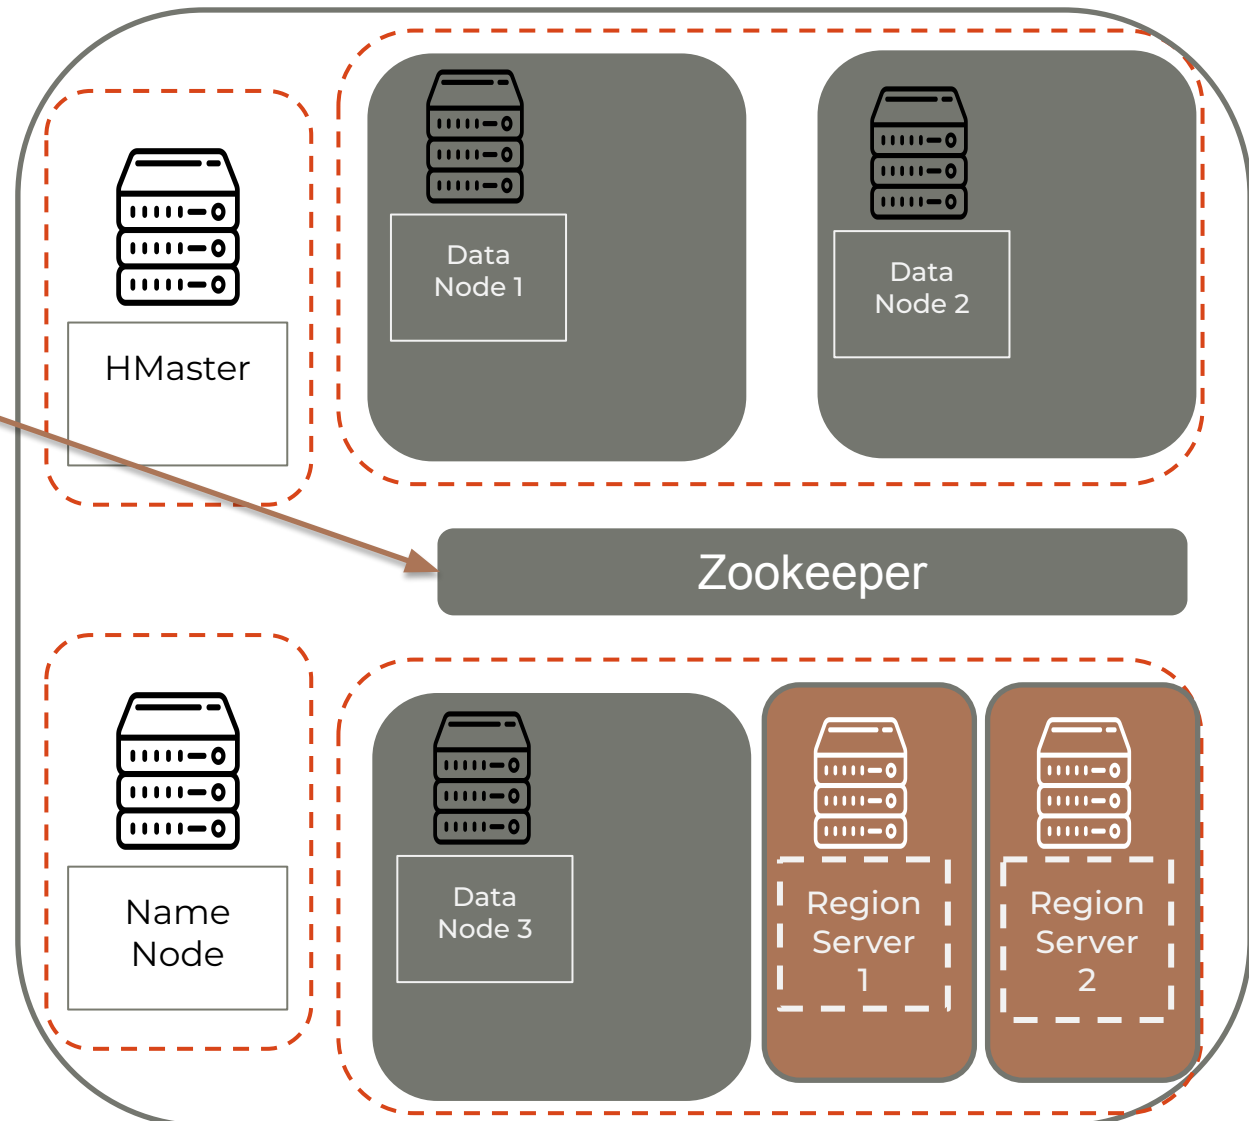 HMaster
Data
Node 1
Data
Node 2
Zookeeper
Name
Node
Data
Node 3
Region
Server
1
Region
Server
2